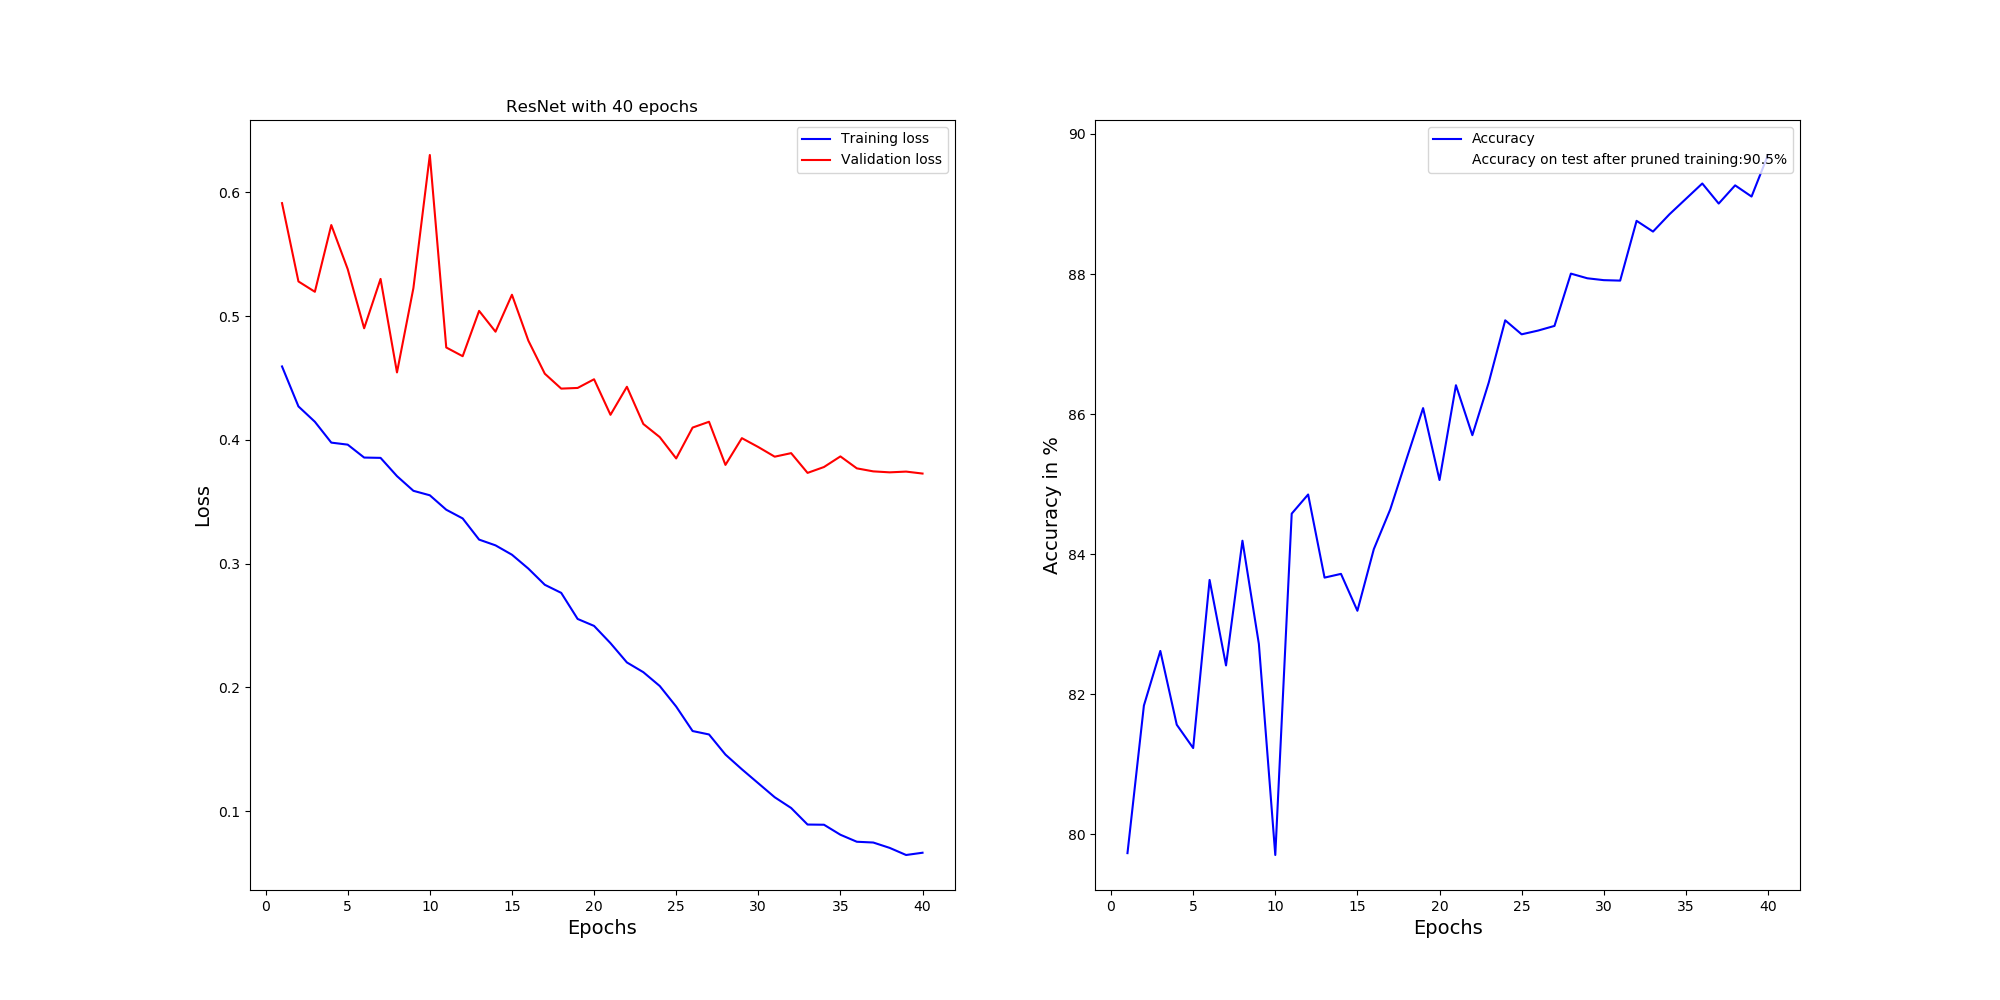 ResNet with 40 epochs
Training loss
Validation loss
0.6
0.5
0.4
0.3
0.2
0.1
Loss
0 5 10 15 20 25 30 35 40
Epochs
Accuracy
Accuracy on test after pruned training:90.5%
90
88
86
84
82
80
Accuracy in %
0 5 10 15 20 25 30 35 40
Epochs